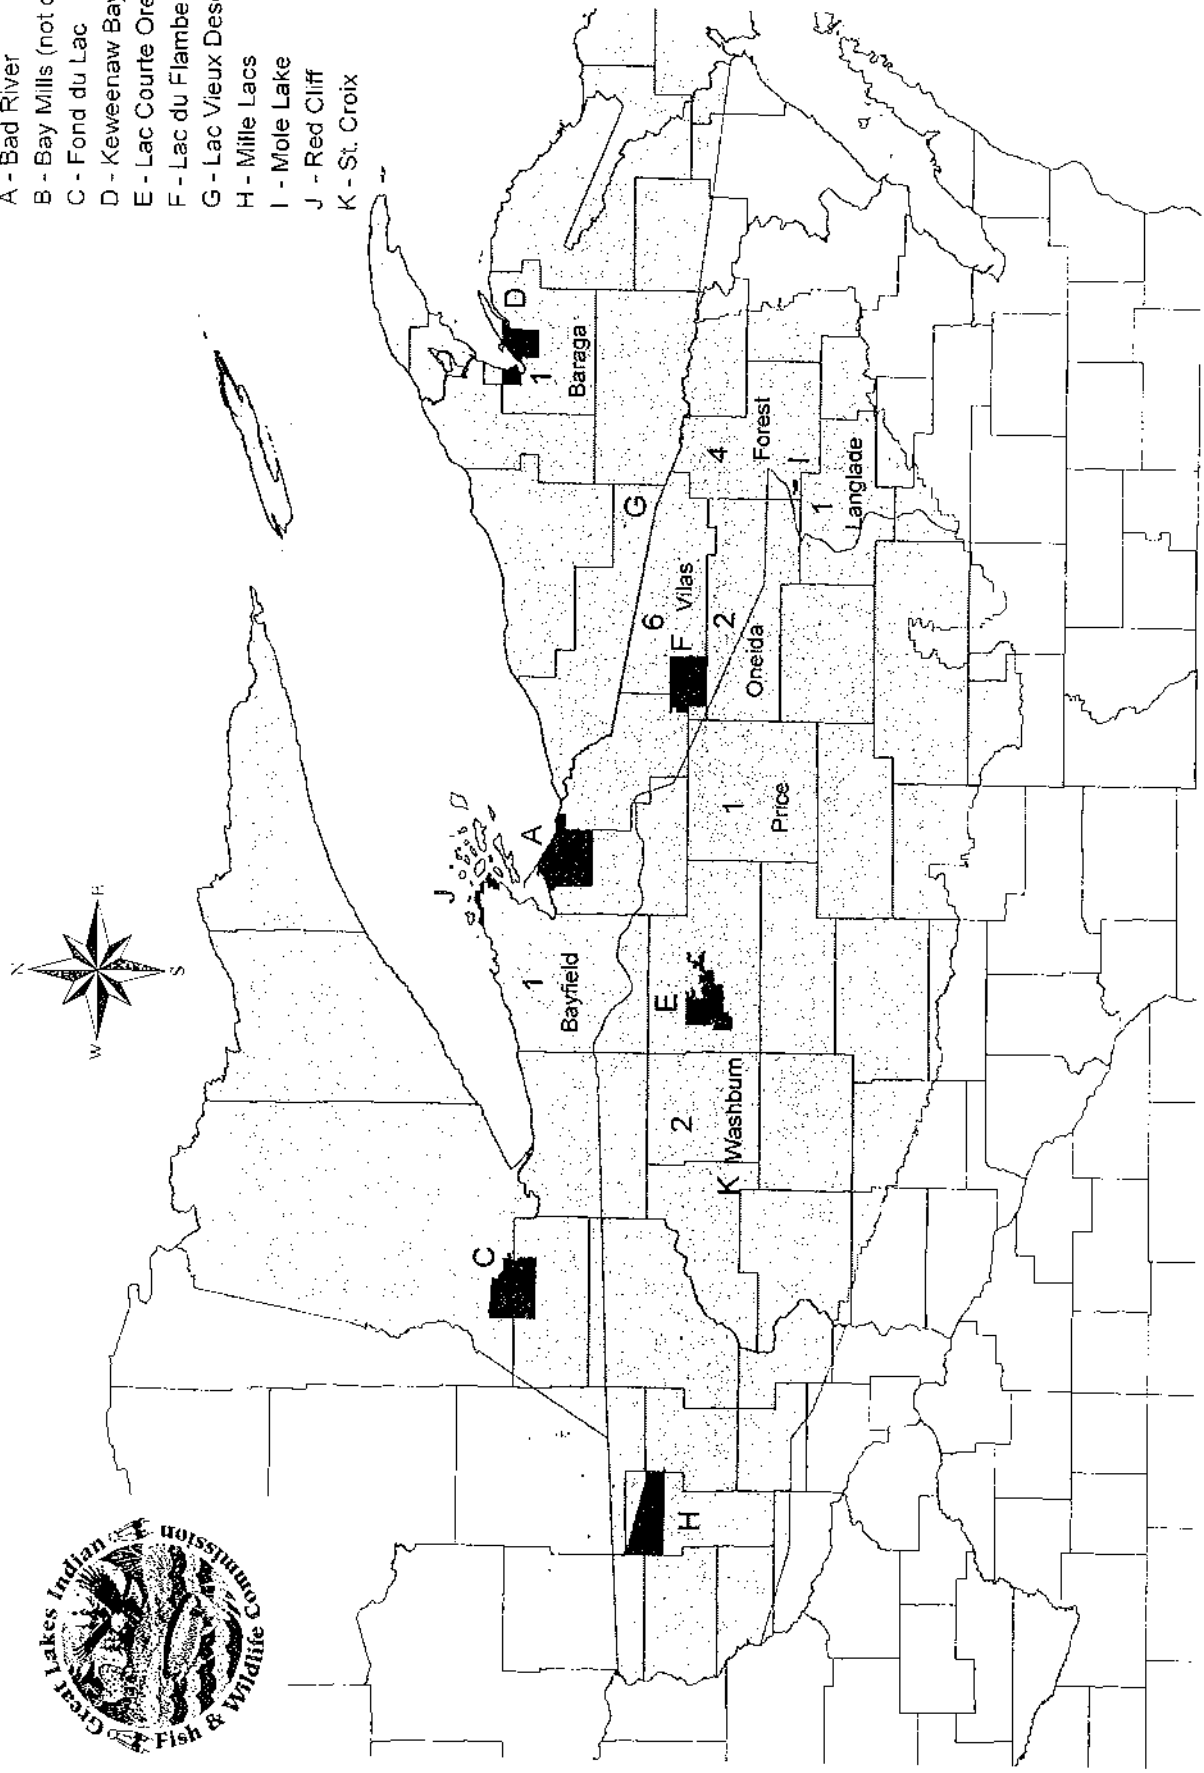 A - Bad River
B - Bay Mills (not
C - Fond du Lac
D - Keweenaw Bay
E - Lac Courte Ore
F - Lac du Flambe
G - Lac Vieux Des
H - Mille Lacs
I - Mole Lake
J - Red Cliff
K - St. Croix
Great Lakes Indian
Fish & Wildlife Commission
N
W
S
C
H
K
2
Washburn
J
1
Bayfield
E
A
1
Price
F
6
Vilas
2
Oneida
G
D
1
Baraga
4
Forest
I
1
Langlade